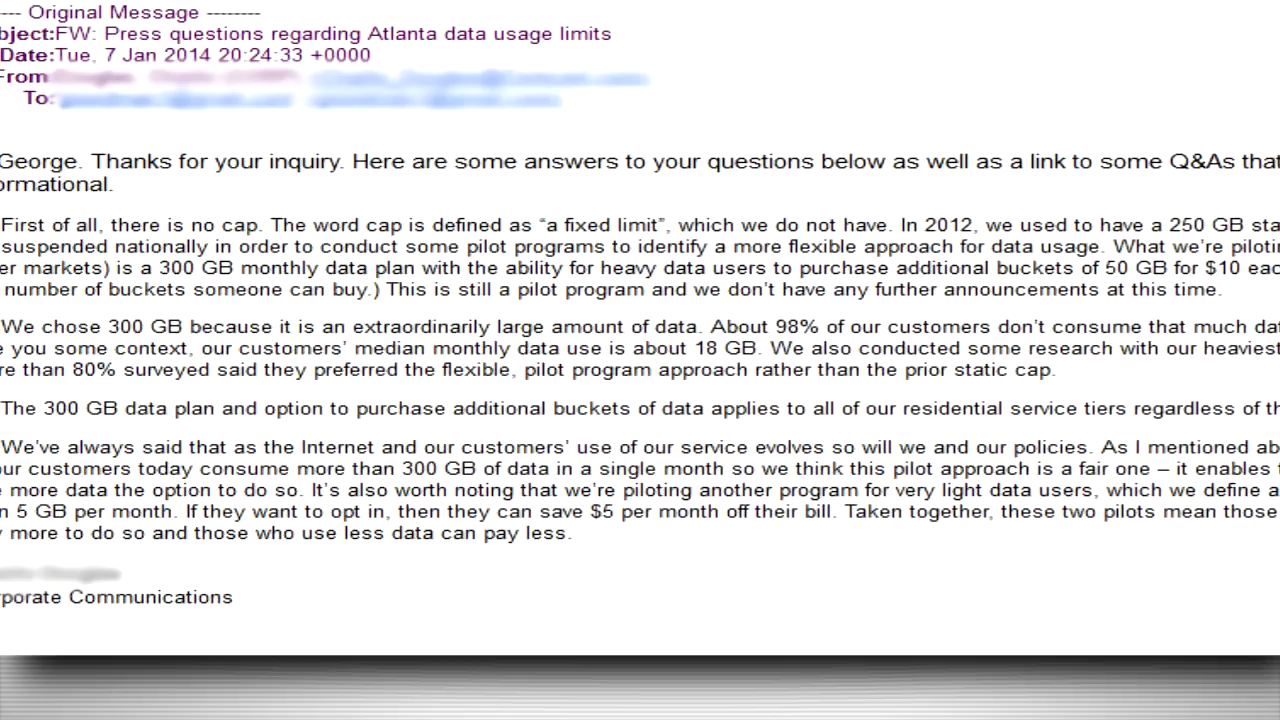 ---- Original Message --------
bject:FW: Press questions regarding Atlanta data usage limits
Date:Tue, 7 Jan 2014 20:24:33 +0000
From
To:
George. Thanks for your inquiry. Here are some answers to your questions below as well as a link to some Q&As that
ormational.
First of all, there is no cap. The word cap is defined as “a fixed limit”, which we do not have. In 2012, we used to have a 250 GB sta
suspended nationally in order to conduct some pilot programs to identify a more flexible approach for data usage. What we’re piloti
er markets) is a 300 GB monthly data plan with the ability for heavy data users to purchase additional buckets of 50 GB for $10 eac
number of buckets someone can buy.) This is still a pilot program and we don’t have any further announcements at this time.
We chose 300 GB because it is an extraordinarily large amount of data. About 98% of our customers don’t consume that much dat
e you some context, our customers’ median monthly data use is about 18 GB. We also conducted some research with our heaviest
re than 80% surveyed said they preferred the flexible, pilot program approach rather than the prior static cap.
The 300 GB data plan and option to purchase additional buckets of data applies to all of our residential service tiers regardless of th
We’ve always said that as the Internet and our customers’ use of our service evolves so will we and our policies. As I mentioned ab
our customers today consume more than 300 GB of data in a single month so we think this pilot approach is a fair one – it enables t
e more data the option to do so. It’s also worth noting that we’re piloting another program for very light data users, which we define a
n 5 GB per month. If they want to opt in, then they can save $5 per month off their bill. Taken together, these two pilots mean those
y more to do so and those who use less data can pay less.
rporate Communications